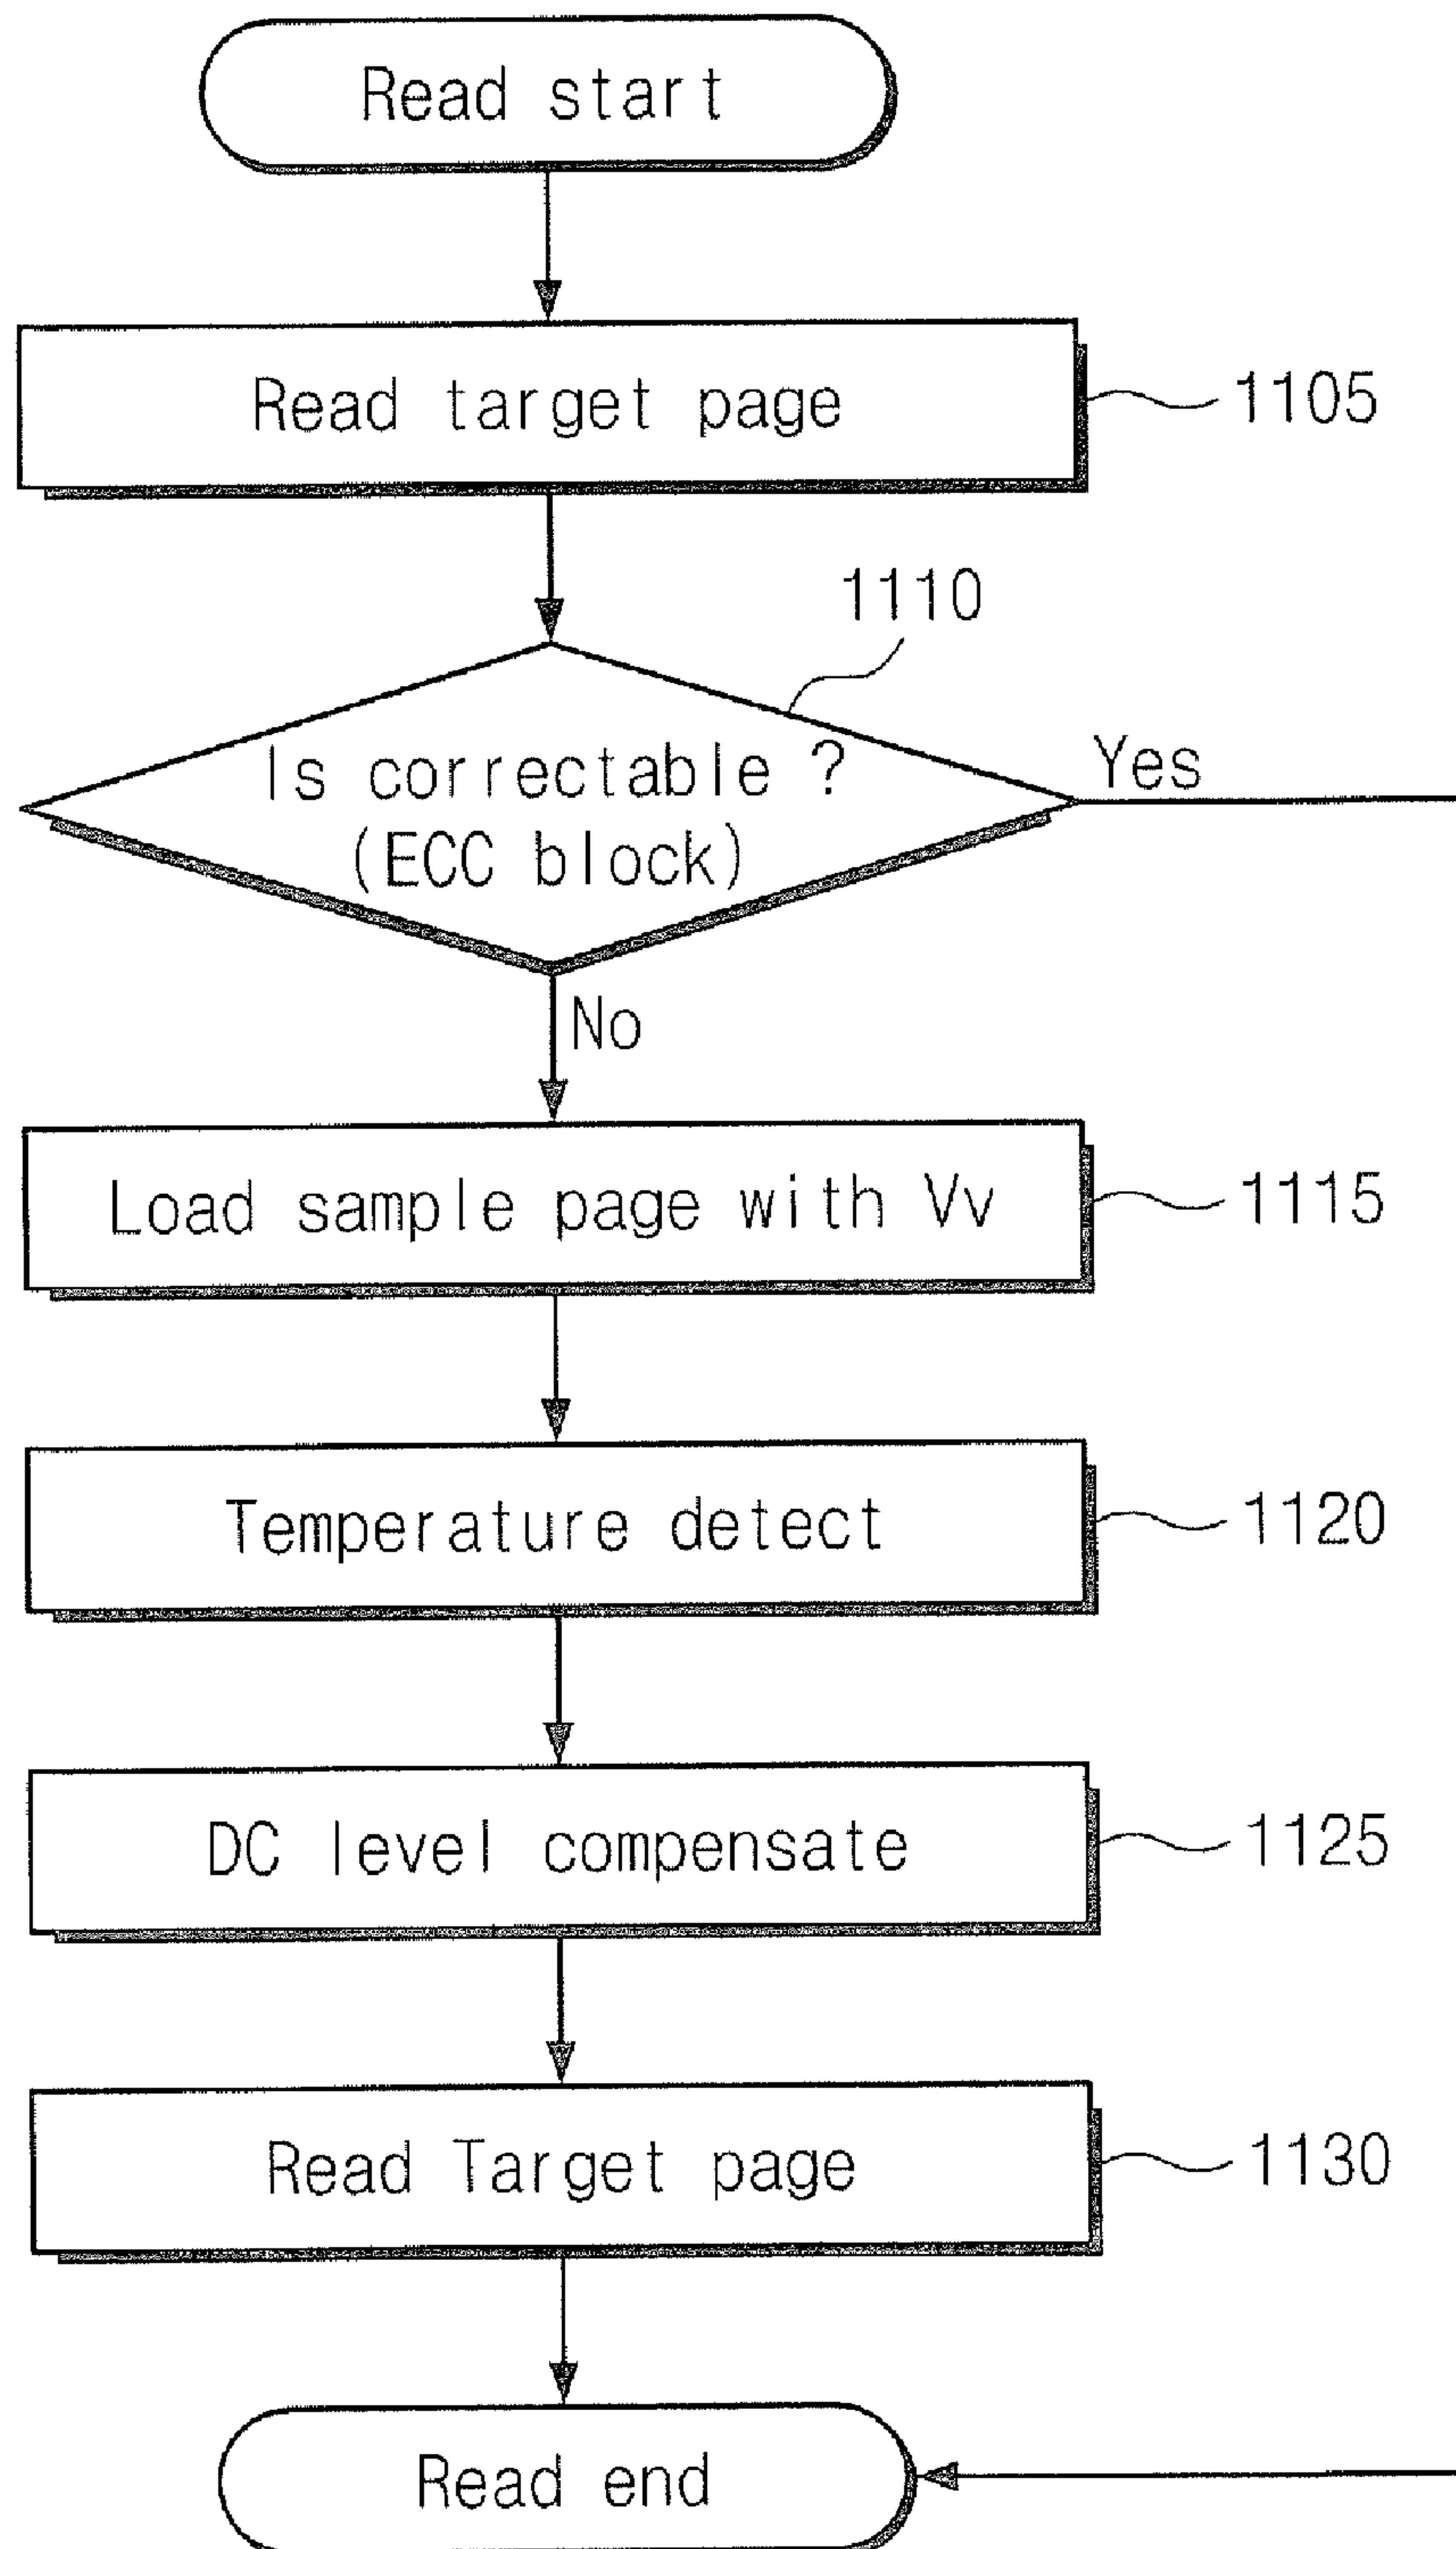 Read start
Read target page
1105
1110
Is correctable ?
(ECC block)
Yes
No
Load sample page with Vv
1115
Temperature detect
1120
DC level compensate
1125
Read Target page
1130
Read end